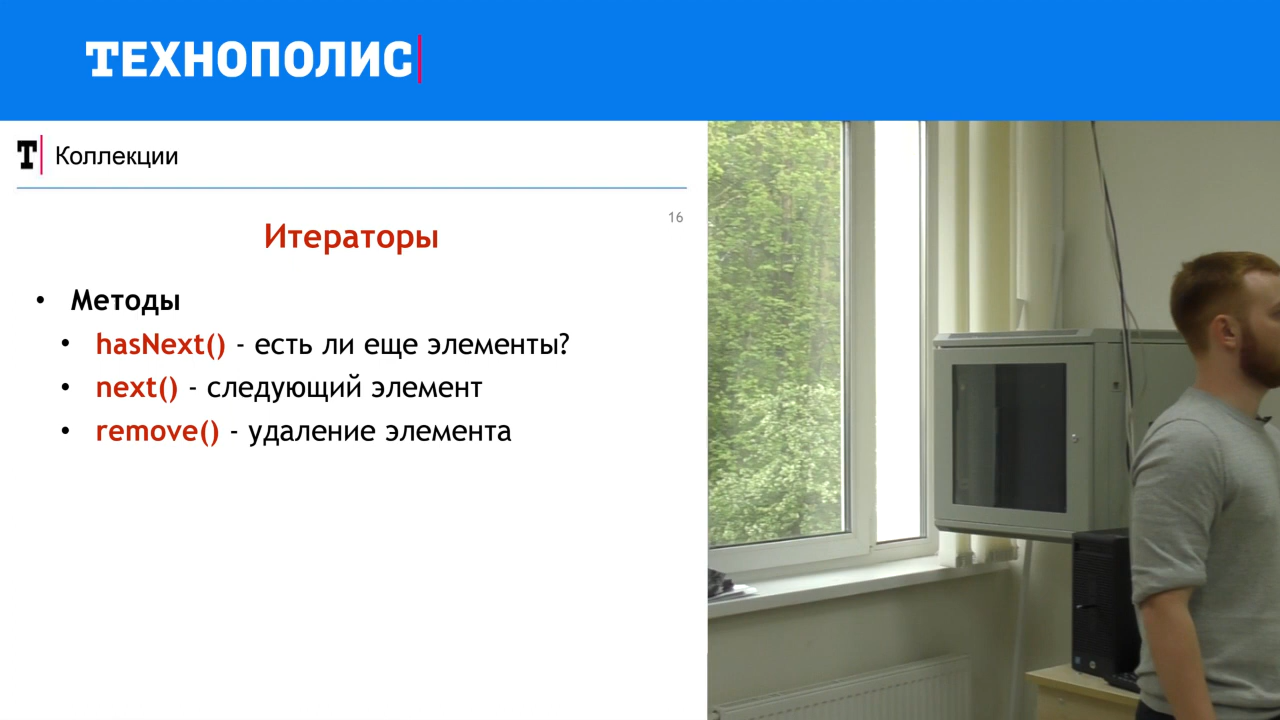 ТЕХНОПОЛИС
Т Коллекции
16
Итераторы
• Методы
• hasNext() - есть ли еще элементы?
• next() - следующий элемент
• remove() - удаление элемента